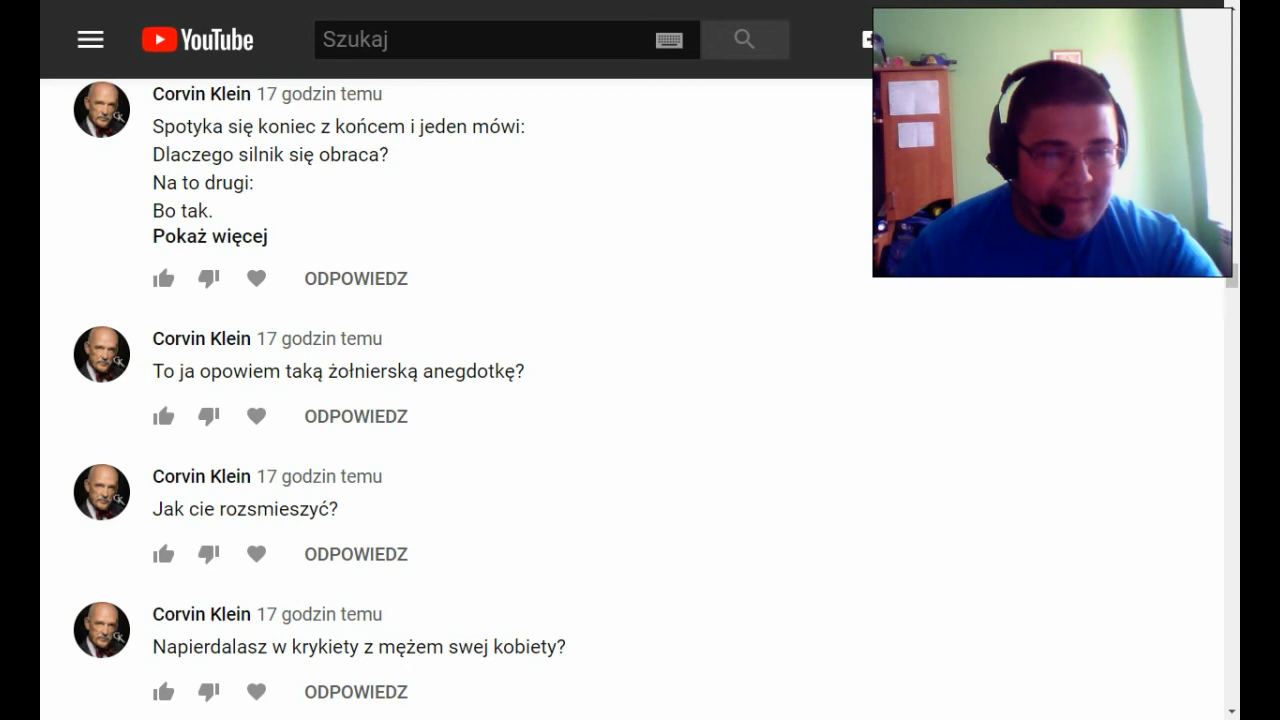 YouTube
Szukaj
Corvin Klein 17 godzin temu
Spotyka się koniec z końcem i jeden mówi:
Dlaczego silnik się obraca?
Na to drugi:
Bo tak.
Pokaż więcej
ODPOWIEDZ
Corvin Klein 17 godzin temu
To ja opowiem taką żołnierską anegdotkę?
ODPOWIEDZ
Corvin Klein 17 godzin temu
Jak cie rozsmieszyć?
ODPOWIEDZ
Corvin Klein 17 godzin temu
Napierdalasz w krykiety z mężem swej kobiety?
ODPOWIEDZ